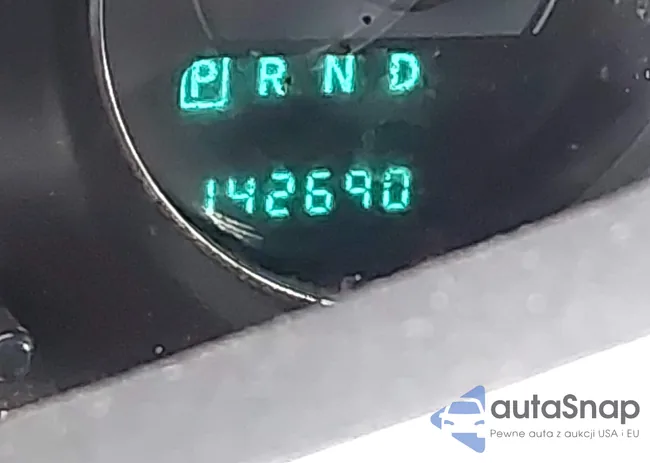 P R N D
142690
autaSnap
Pewne auta z aukcji USA i EU